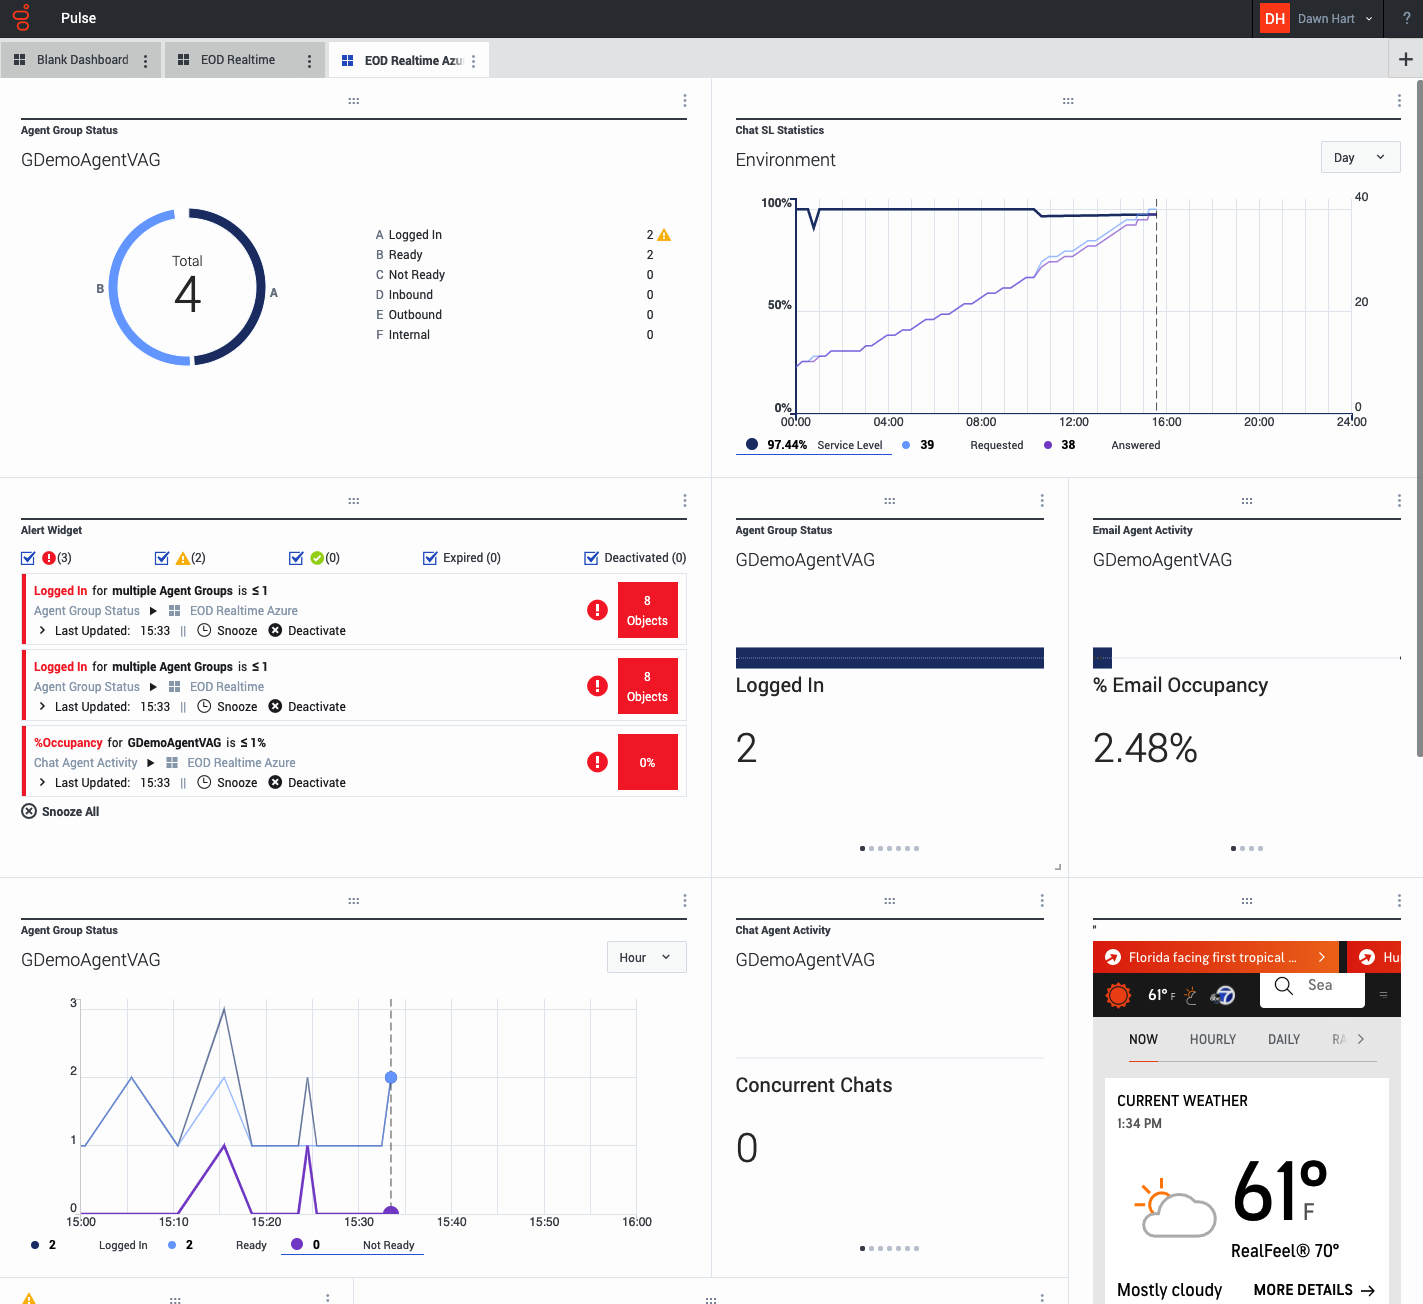 Pulse
DH Dawn Hart ?
Blank Dashboard
EOD Realtime
EOD Realtime Azu
Agent Group Status
GDemoAgentVAG
Total
4
B
A
A Logged In 2
B Ready 2
C Not Ready 0
D Inbound 0
E Outbound 0
F Internal 0
Chat SL Statistics
Environment
Day
100%
50%
0%
40
20
0
00:00 04:00 08:00 12:00 16:00 20:00 24:00
97.44% Service Level 39 Requested 38 Answered
Alert Widget
(3) (2) (0) Expired (0) Deactivated (0)
Logged In for multiple Agent Groups is ≤ 1
Agent Group Status EOD Realtime Azure
Last Updated: 15:33 || Snooze Deactivate
8
Objects
Logged In for multiple Agent Groups is ≤ 1
Agent Group Status EOD Realtime
Last Updated: 15:33 || Snooze Deactivate
8
Objects
%Occupancy for GDemoAgentVAG is ≤ 1%
Chat Agent Activity EOD Realtime Azure
Last Updated: 15:33 || Snooze Deactivate
0%
Snooze All
Agent Group Status
GDemoAgentVAG
Logged In
2
Email Agent Activity
GDemoAgentVAG
% Email Occupancy
2.48%
Agent Group Status
GDemoAgentVAG
Hour
3
2
1
0
15:00 15:10 15:20 15:30 15:40 15:50 16:00
2 Logged In 2 Ready 0 Not Ready
Chat Agent Activity
GDemoAgentVAG
Concurrent Chats
0
"
Florida facing first tropical ... Hu
61° F 7 Sea
NOW HOURLY DAILY RA
CURRENT WEATHER
1:34 PM
61° F
RealFeel® 70°
Mostly cloudy MORE DETAILS